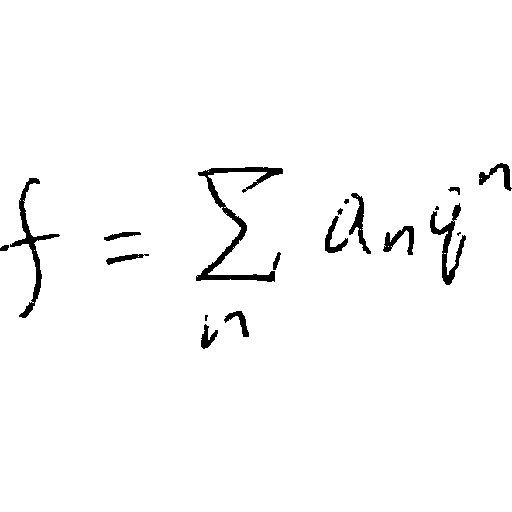 f = \sum_{n} a_n q^n